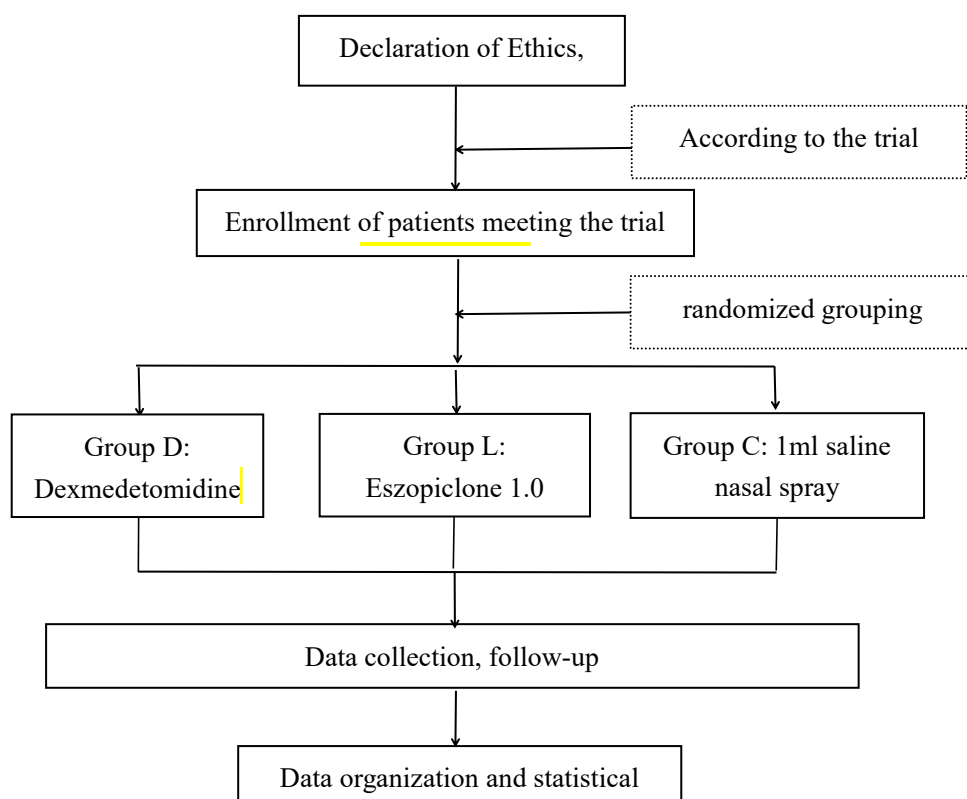 Declaration of Ethics,
According to the trial
Enrollment of patients meeting the trial
randomized grouping
Group D:
Dexmedetomidine
Group L:
Eszopiclone 1.0
Group C: 1ml saline
nasal spray
Data collection, follow-up
Data organization and statistical